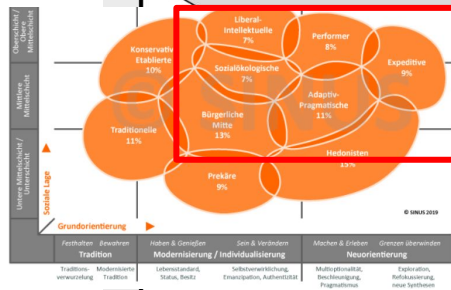 Oberschicht /
Obere
Mittelschicht
Mittlere
Mittelschicht
Untere Mittelschicht /
Unterschicht
Soziale Lage
Liberal-
Intellektuelle
7%
Performer
8%
Konservativ
Etablierte
10%
Sozialökologische
7%
Expeditive
9%
Adaptiv-
Pragmatische
11%
Bürgerliche
Mitte
13%
Traditionelle
11%
Hedonisten
15%
Prekäre
9%
© SINUS
© SINUS 2019
Grundorientierung
Festhalten Bewahren
Haben & Genießen
Sein & Verändern
Machen & Erleben
Grenzen überwinden
Tradition
Modernisierung / Individualisierung
Neuorientierung
Traditions-
verwurzelung
Modernisierte
Tradition
Lebensstandard,
Status, Besitz
Selbstverwirklichung,
Emanzipation, Authentizität
Multioptionalität,
Beschleunigung,
Pragmatismus
Exploration,
Refokussierung,
neue Synthesen